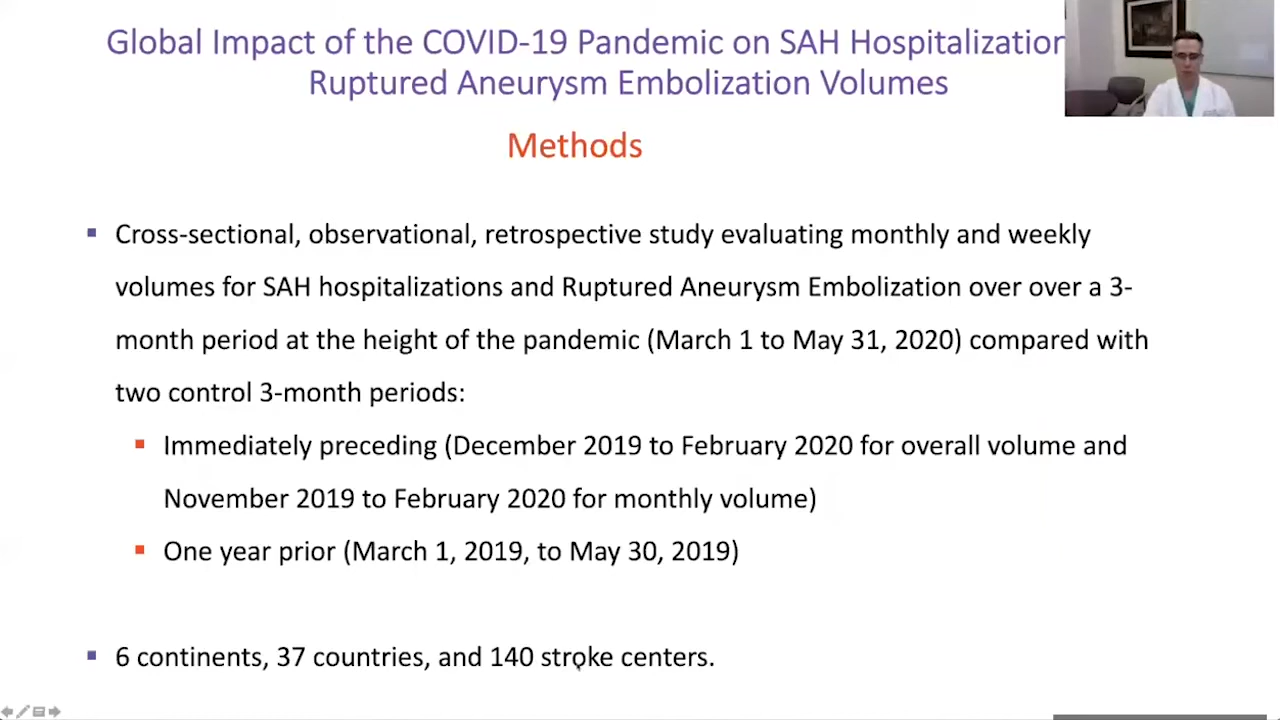 Global Impact of the COVID-19 Pandemic on SAH Hospitalization
Ruptured Aneurysm Embolization Volumes
Methods
Cross-sectional, observational, retrospective study evaluating monthly and weekly
volumes for SAH hospitalizations and Ruptured Aneurysm Embolization over over a 3-
month period at the height of the pandemic (March 1 to May 31, 2020) compared with
two control 3-month periods:
Immediately preceding (December 2019 to February 2020 for overall volume and
November 2019 to February 2020 for monthly volume)
One year prior (March 1, 2019, to May 30, 2019)
6 continents, 37 countries, and 140 stroke centers.